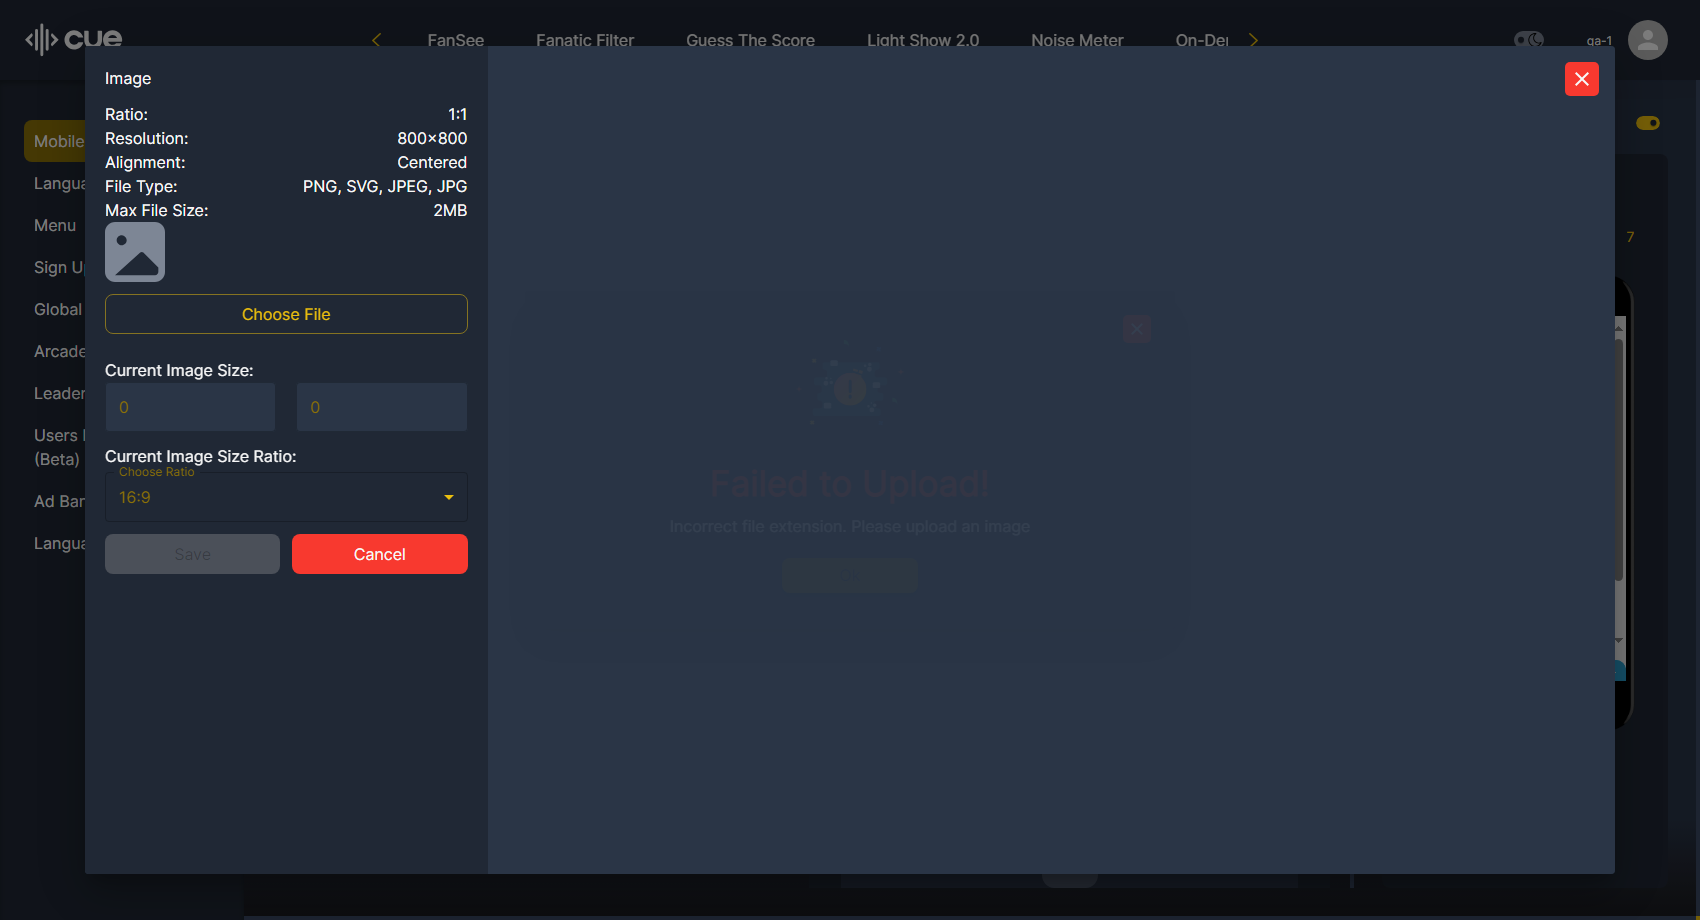 cue
FanSee
Fanatic Filter
Guess The Score
Light Show 2.0
Noise Meter
On-De
qa-1
Mobile
Langua
Menu
Sign U
Global
Arcade
Leader
Users
(Beta)
Ad Ban
Langua
Image
Ratio: 1:1
Resolution: 800×800
Alignment: Centered
File Type: PNG, SVG, JPEG, JPG
Max File Size: 2MB
Choose File
Current Image Size:
0 0
Current Image Size Ratio:
Choose Ratio
16:9
Save Cancel
Failed to Upload!
Incorrect file extension. Please upload an image
7